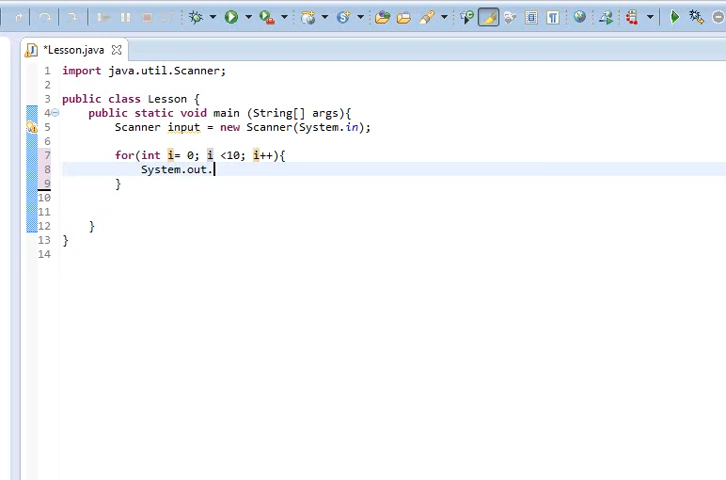 *Lesson.java
1 import java.util.Scanner;
2
3 public class Lesson {
4 public static void main (String[] args){
5 Scanner input = new Scanner(System.in);
6
7 for(int i= 0; i <10; i++){
8 System.out.
9 }
10
11
12 }
13 }
14